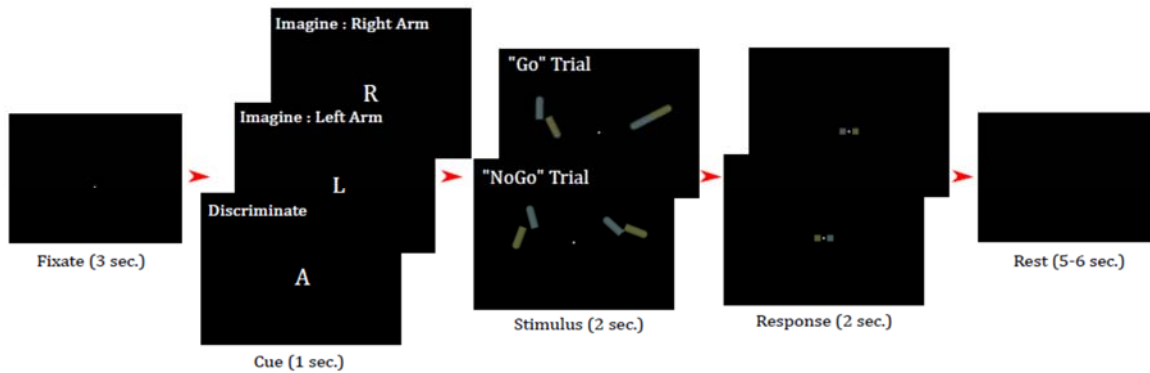 Imagine : Right Arm
R
Imagine : Left Arm
L
Discriminate
A
"Go" Trial
"NoGo" Trial
Fixate (3 sec.)
Cue (1 sec.)
Stimulus (2 sec.)
Response (2 sec.)
Rest (5-6 sec.)